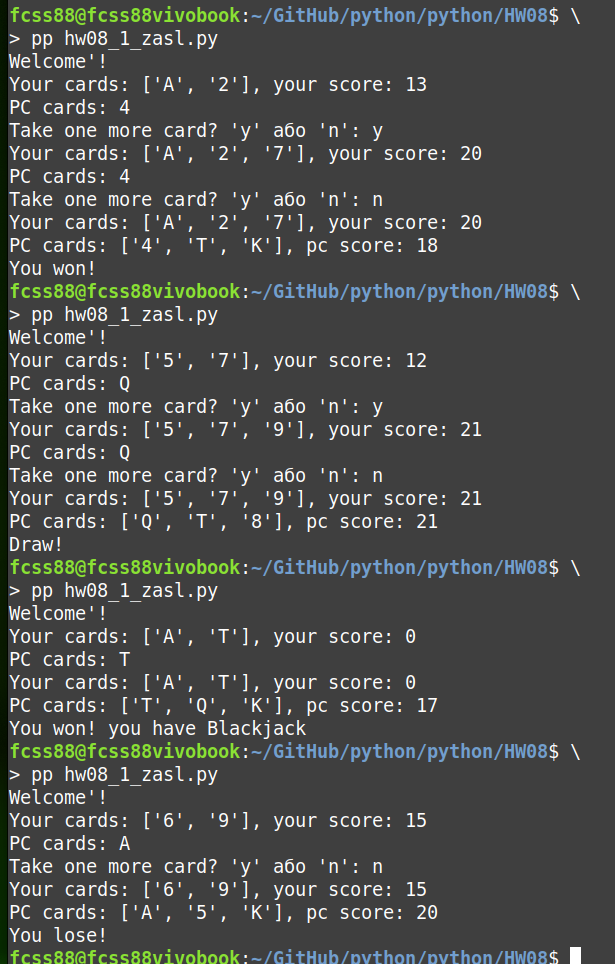 fcss88@fcss88vivobook:~/GitHub/python/python/HW08$ \
> pp hw08_1_zasl.py
Welcome'!
Your cards: ['A', '2'], your score: 13
PC cards: 4
Take one more card? 'y' або 'n': y
Your cards: ['A', '2', '7'], your score: 20
PC cards: 4
Take one more card? 'y' або 'n': n
Your cards: ['A', '2', '7'], your score: 20
PC cards: ['4', 'T', 'K'], pc score: 18
You won!
fcss88@fcss88vivobook:~/GitHub/python/python/HW08$ \
> pp hw08_1_zasl.py
Welcome'!
Your cards: ['5', '7'], your score: 12
PC cards: Q
Take one more card? 'y' або 'n': y
Your cards: ['5', '7', '9'], your score: 21
PC cards: Q
Take one more card? 'y' або 'n': n
Your cards: ['5', '7', '9'], your score: 21
PC cards: ['Q', 'T', '8'], pc score: 21
Draw!
fcss88@fcss88vivobook:~/GitHub/python/python/HW08$ \
> pp hw08_1_zasl.py
Welcome'!
Your cards: ['A', 'T'], your score: 0
PC cards: T
Your cards: ['A', 'T'], your score: 0
PC cards: ['T', 'Q', 'K'], pc score: 17
You won! you have Blackjack
fcss88@fcss88vivobook:~/GitHub/python/python/HW08$ \
> pp hw08_1_zasl.py
Welcome'!
Your cards: ['6', '9'], your score: 15
PC cards: A
Take one more card? 'y' або 'n': n
Your cards: ['6', '9'], your score: 15
PC cards: ['A', '5', 'K'], pc score: 20
You lose!
fcss88@fcss88vivobook:~/GitHub/python/python/HW08$